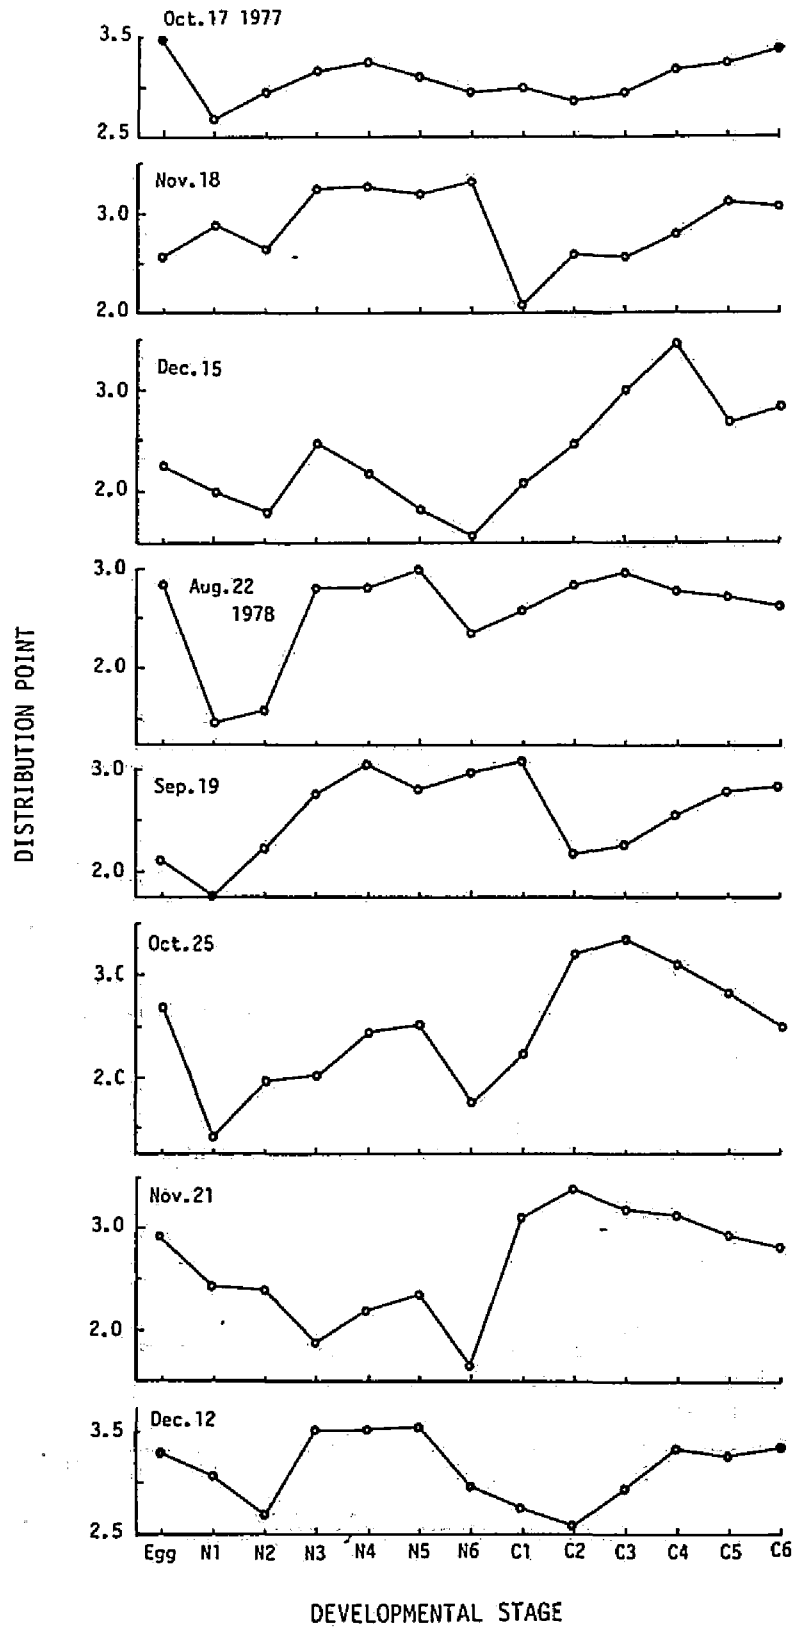 Oct.17 1977
3.5
2.5
Nov.18
3.0
2.0
Dec.15
3.0
2.0
Aug.22
1978
3.0
2.0
Sep.19
3.0
2.0
Oct.25
3.0
2.0
Nov.21
3.0
2.0
Dec.12
3.5
2.5
Egg N1 N2 N3 N4 N5 N6 C1 C2 C3 C4 C5 C6
DISTRIBUTION POINT
DEVELOPMENTAL STAGE